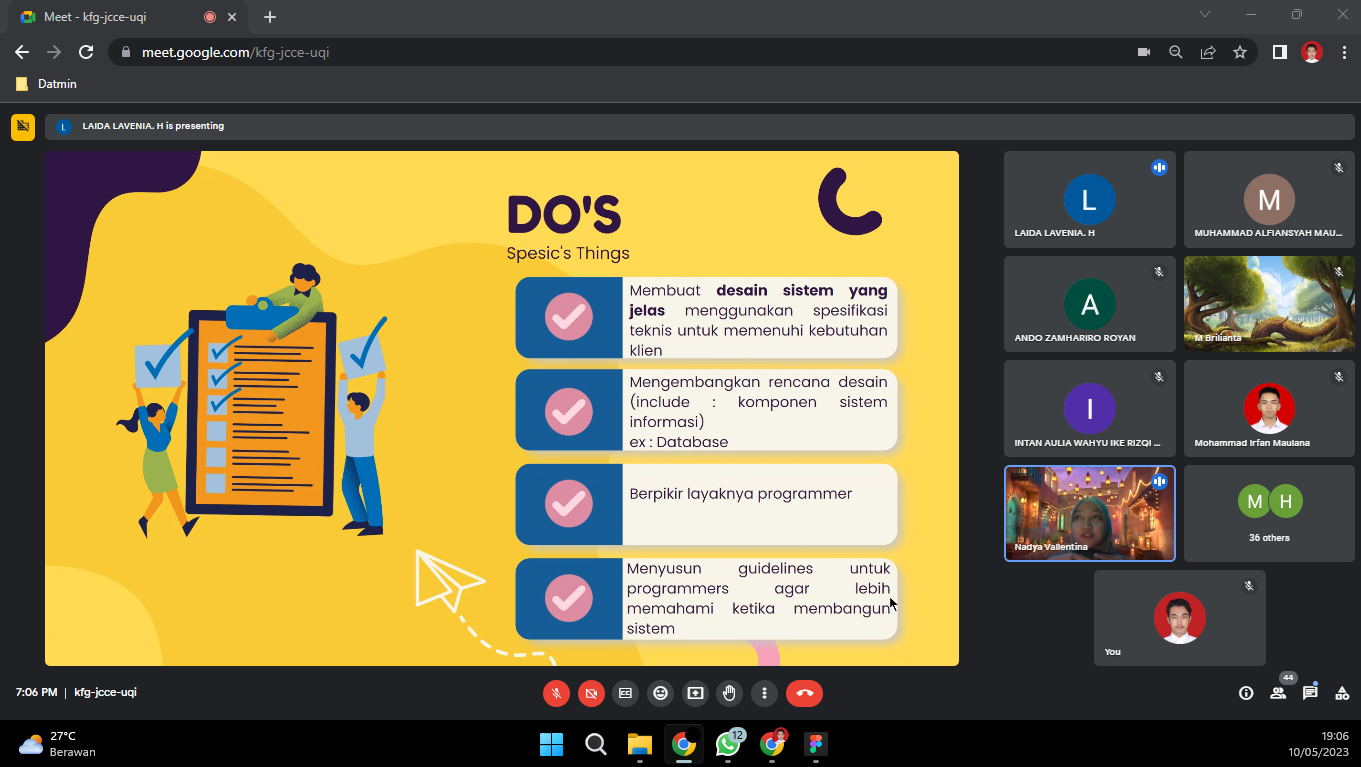 Meet - kfg-jcce-uqi
meet.google.com/kfg-jcce-uqi
Datmin
L LAIDA LAVENIA. H is presenting
DO'S
Spesic's Things
Membuat desain sistem yang
jelas menggunakan spesifikasi
teknis untuk memenuhi kebutuhan
klien
Mengembangkan rencana desain
(include : komponen sistem
informasi)
ex : Database
Berpikir layaknya programmer
Menyusun guidelines untuk
programmers agar lebih
memahami ketika membangun
sistem
L
LAIDA LAVENIA. H
M
MUHAMMAD ALFIANSYAH MAU...
A
ANDO ZAMHARIRO ROYAN
M Brilianta
I
INTAN AULIA WAHYU IKE RIZQI ...
Mohammad Irfan Maulana
Nadya Vallentina
M H
36 others
You
7:06 PM | kfg-jcce-uqi
44
27°C
Berawan
12
19:06
10/05/2023